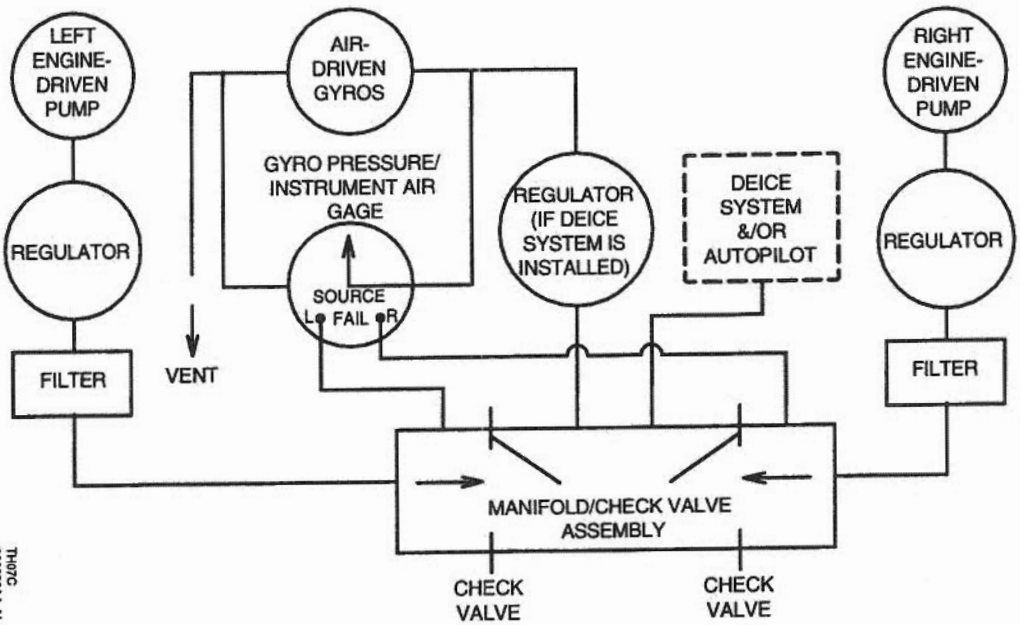 LEFT
ENGINE-
DRIVEN
PUMP
AIR-
DRIVEN
GYROS
RIGHT
ENGINE-
DRIVEN
PUMP
GYRO PRESSURE/
INSTRUMENT AIR
GAGE
REGULATOR
REGULATOR
(IF DEICE
SYSTEM IS
INSTALLED)
DEICE
SYSTEM
&/OR
AUTOPILOT
REGULATOR
SOURCE
L FAIL R
FILTER
VENT
FILTER
MANIFOLD/CHECK VALVE
ASSEMBLY
CHECK
VALVE
CHECK
VALVE
TH07C